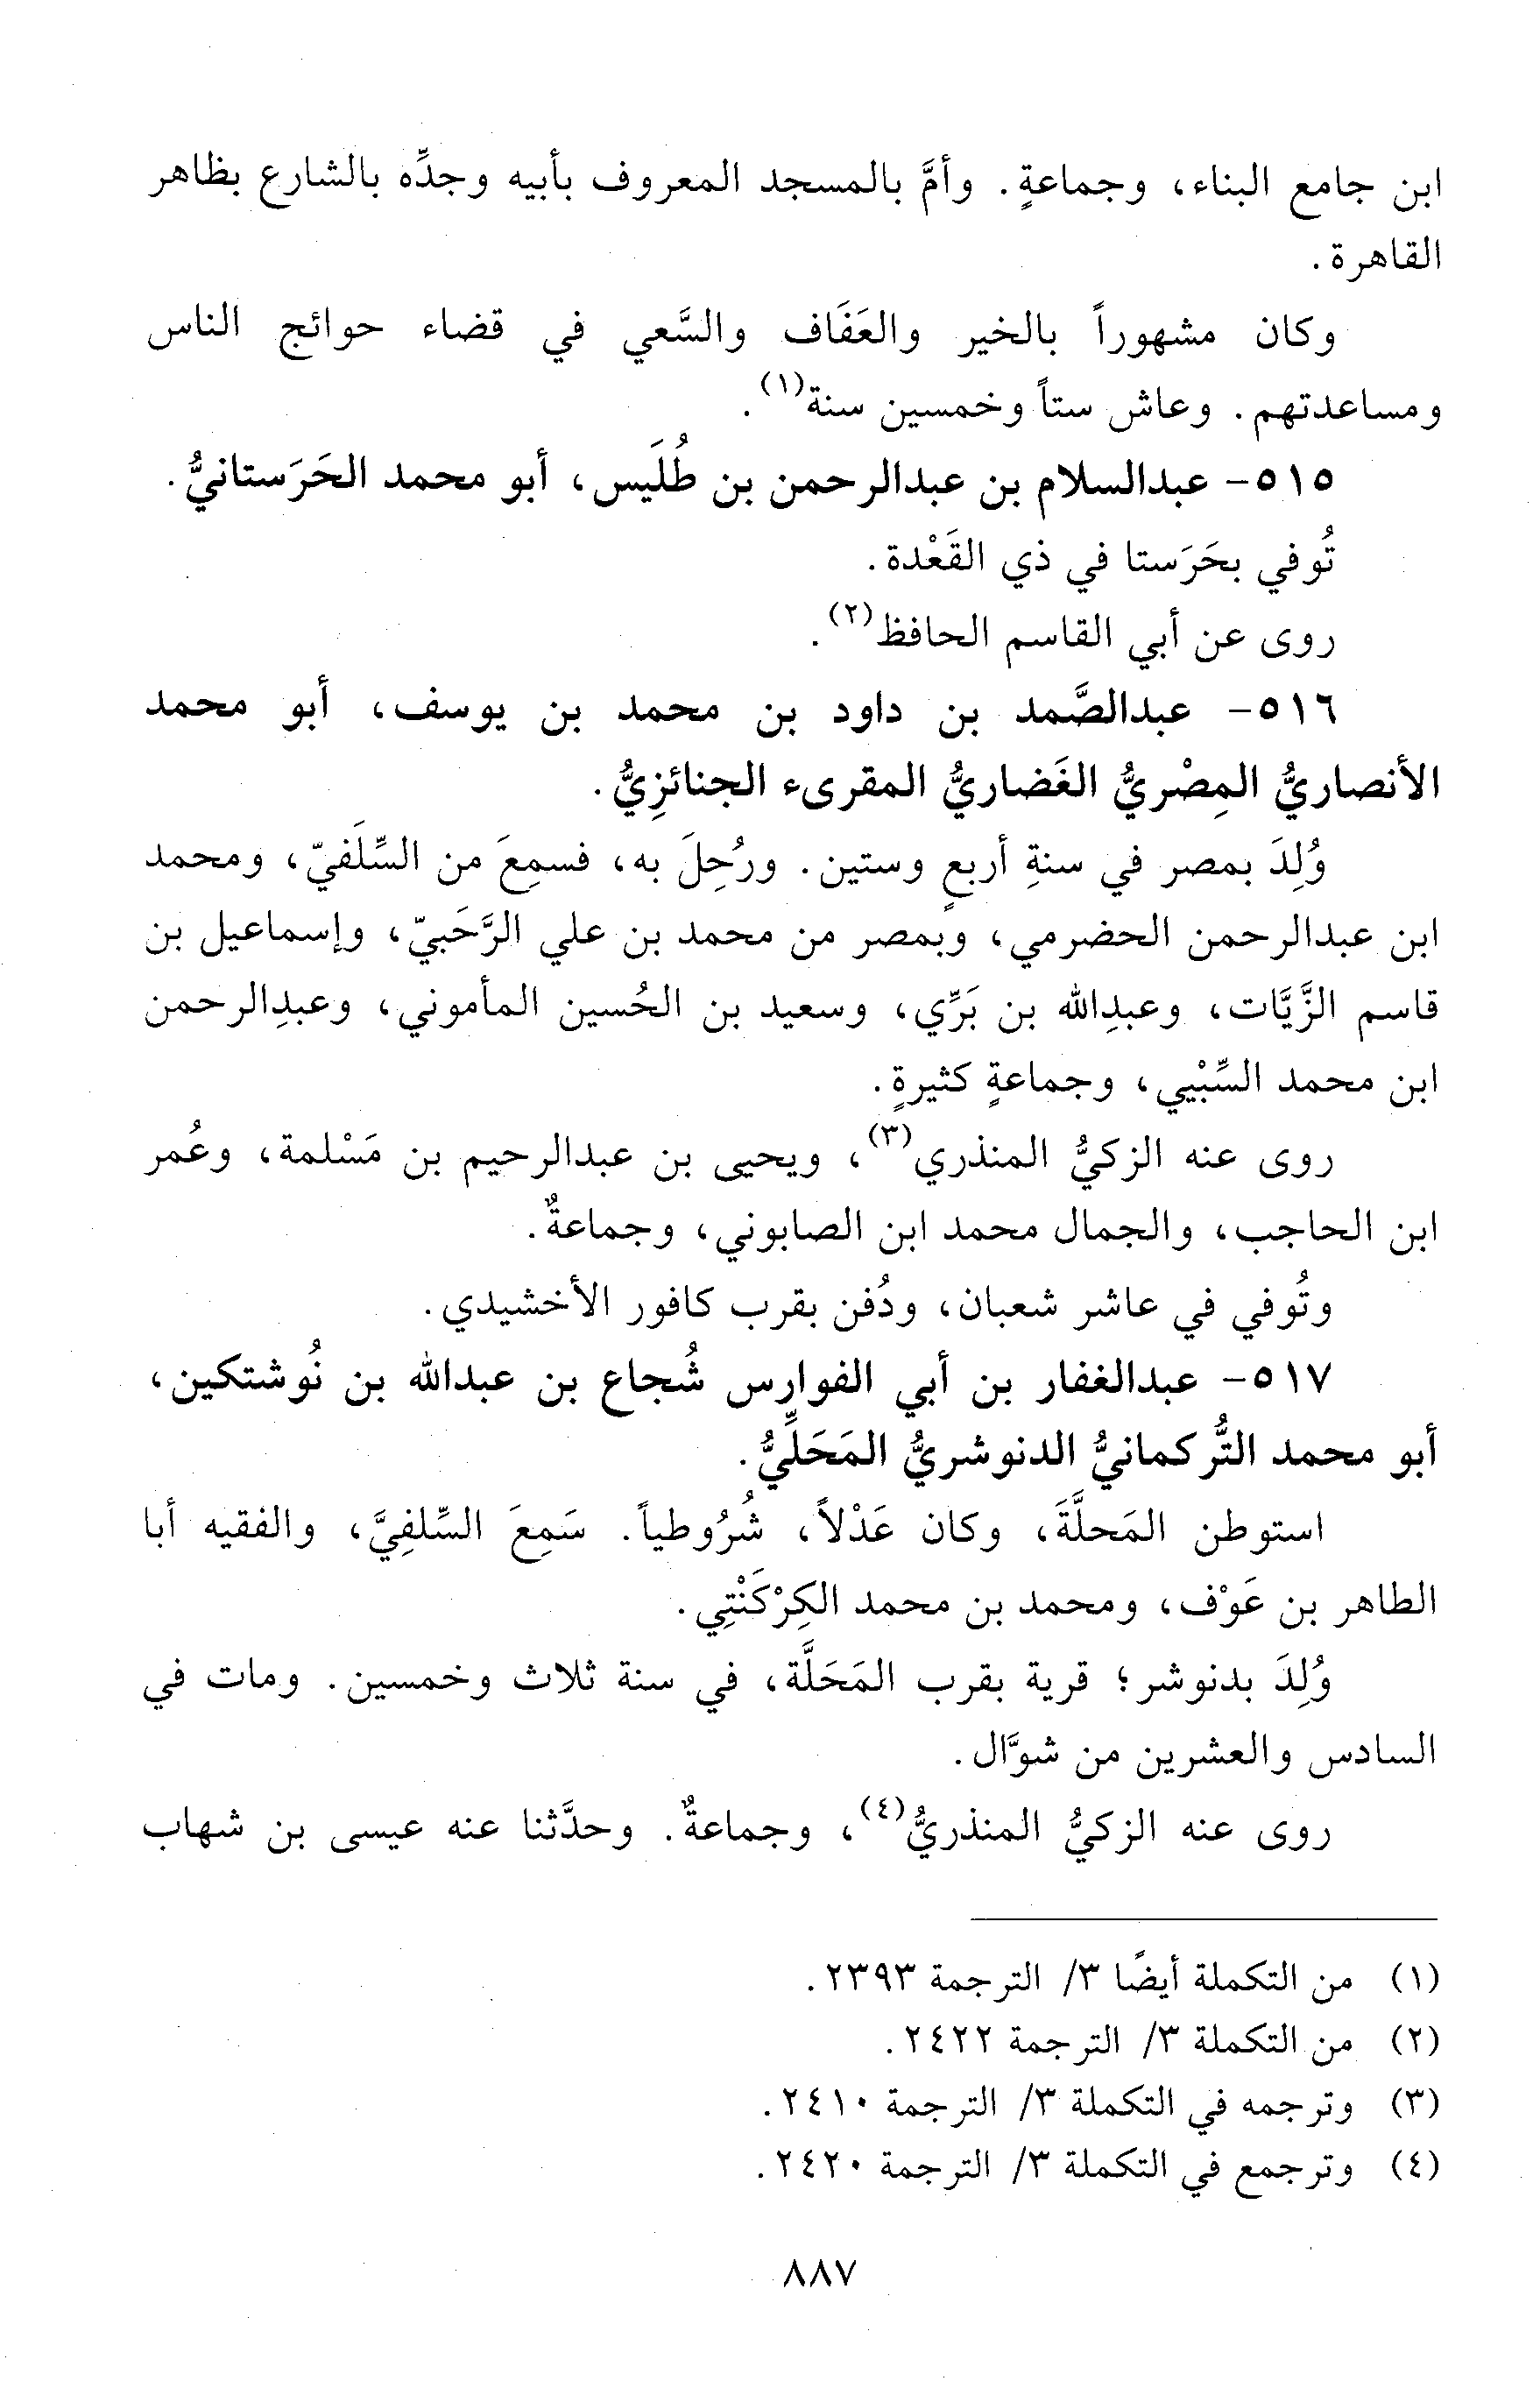 ابن جامع البناء، وجماعةٍ. وأمَّ بالمسجد المعروف بأبيه وجدِّه بالشارع بظاهر
القاهرة.
وكان مشهوراً بالخير والعَفَاف والسَّعي في قضاء حوائج الناس
ومساعدتهم. وعاش ستاً وخمسين سنة(١).
٥١٥- عبدالسلام بن عبدالرحمن بن طُلَيس، أبو محمد الحَرَستانيُّ.
تُوفي بحَرَستا في ذي القَعْدة.
روى عن أبي القاسم الحافظ(٢).
٥١٦- عبدالصَّمد بن داود بن محمد بن يوسف، أبو محمد
الأنصاريُّ المِصْريُّ الغَضاريُّ المقرىء الجنائزِيُّ.
وُلِدَ بمصر في سنةِ أربعٍ وستين. ورُحِلَ به، فسمِعَ من السِّلَفيّ، ومحمد
ابن عبدالرحمن الحضرمي، وبمصر من محمد بن علي الرَّحَبيّ، وإسماعيل بن
قاسم الزَّيَّات، وعبدِالله بن بَرِّي، وسعيد بن الحُسين المأموني، وعبدِالرحمن
ابن محمد السِّبْيي، وجماعةٍ كثيرةٍ.
روى عنه الزكيُّ المنذري(٣)، ويحيى بن عبدالرحيم بن مَسْلمة، وعُمر
ابن الحاجب، والجمال محمد ابن الصابوني، وجماعةٌ.
وتُوفي في عاشر شعبان، ودُفن بقرب كافور الأخشيدي.
٥١٧- عبدالغفار بن أبي الفوارس شُجاع بن عبدالله بن نُوشتكين،
أبو محمد التُّركمانيُّ الدنوشريُّ المَحَلِّيُّ.
استوطن المَحلَّةَ، وكان عَدْلاً، شُرُوطياً. سَمِعَ السِّلفِيَّ، والفقيه أبا
الطاهر بن عَوْف، ومحمد بن محمد الكِرْكَنْتِي.
وُلِدَ بدنوشر؛ قرية بقرب المَحَلَّة، في سنة ثلاث وخمسين. ومات في
السادس والعشرين من شوَّال.
روى عنه الزكيُّ المنذريُّ(٤)، وجماعةٌ. وحدَّثنا عنه عيسى بن شهاب
(١) من التكملة أيضًا ٣/ الترجمة ٢٣٩٣.
(٢) من التكملة ٣/ الترجمة ٢٤٢٢.
(٣) وترجمه في التكملة ٣/ الترجمة ٢٤١٠.
(٤) وترجمع في التكملة ٣/ الترجمة ٢٤٢٠.
٨٨٧